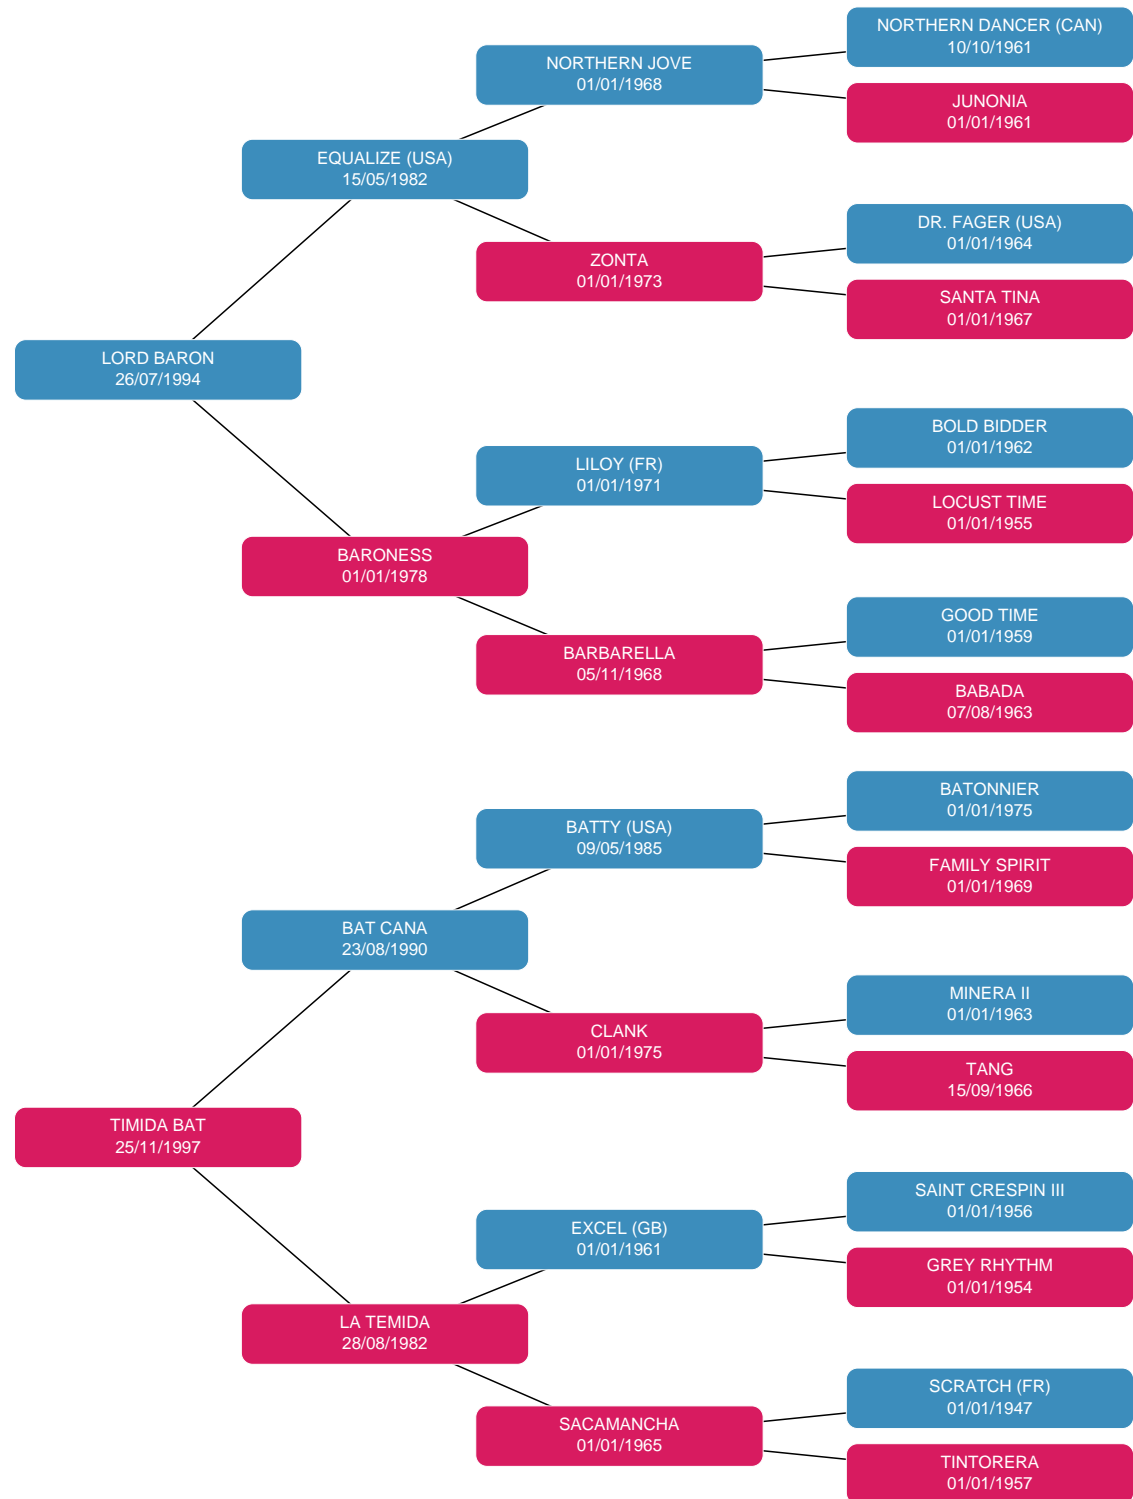 NORTHERN DANCER (CAN)
10/10/1961
NORTHERN JOVE
01/01/1968
JUNONIA
01/01/1961
EQUALIZE (USA)
15/05/1982
DR. FAGER (USA)
01/01/1964
ZONTA
01/01/1973
SANTA TINA
01/01/1967
LORD BARON
26/07/1994
BOLD BIDDER
01/01/1962
LILOY (FR)
01/01/1971
LOCUST TIME
01/01/1955
BARONESS
01/01/1978
GOOD TIME
01/01/1959
BARBARELLA
05/11/1968
BABADA
07/08/1963
BATONNIER
01/01/1975
BATTY (USA)
09/05/1985
FAMILY SPIRIT
01/01/1969
BAT CANA
23/08/1990
MINERA II
01/01/1963
CLANK
01/01/1975
TANG
15/09/1966
TIMIDA BAT
25/11/1997
SAINT CRESPIN III
01/01/1956
EXCEL (GB)
01/01/1961
GREY RHYTHM
01/01/1954
LA TEMIDA
28/08/1982
SCRATCH (FR)
01/01/1947
SACAMANCHA
01/01/1965
TINTORERA
01/01/1957